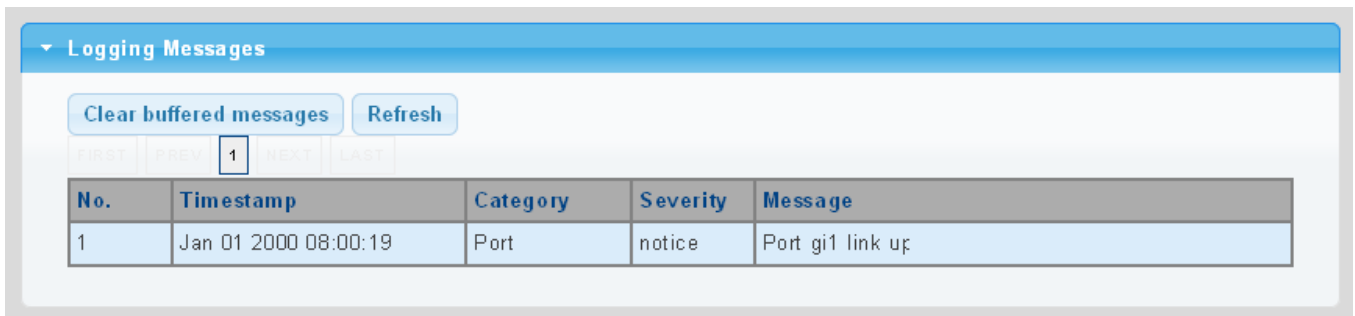 Logging Messages
Clear buffered messages Refresh
FIRST PREV 1 NEXT LAST
No. Timestamp Category Severity Message
1 Jan 01 2000 08:00:19 Port notice Port gi1 link up